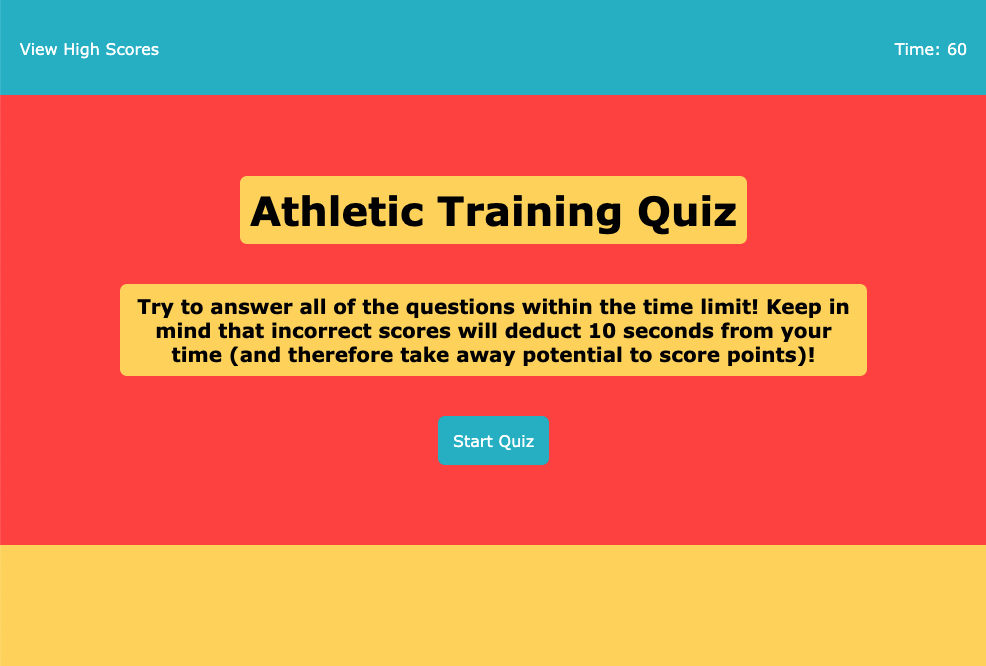 View High Scores
Time: 60
Athletic Training Quiz
Try to answer all of the questions within the time limit! Keep in
mind that incorrect scores will deduct 10 seconds from your
time (and therefore take away potential to score points)!
Start Quiz